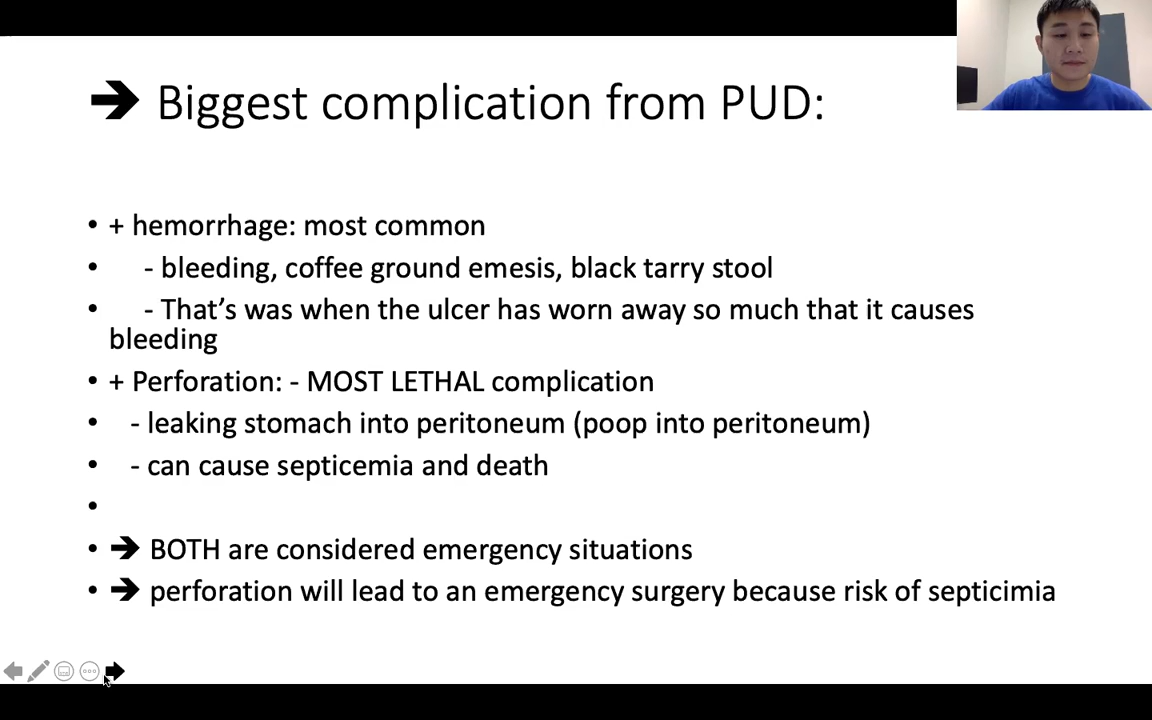 ➔ Biggest complication from PUD:
• + hemorrhage: most common
• - bleeding, coffee ground emesis, black tarry stool
• - That’s was when the ulcer has worn away so much that it causes
bleeding
• + Perforation: - MOST LETHAL complication
• - leaking stomach into peritoneum (poop into peritoneum)
• - can cause septicemia and death
•
• ➔ BOTH are considered emergency situations
• ➔ perforation will lead to an emergency surgery because risk of septicimia